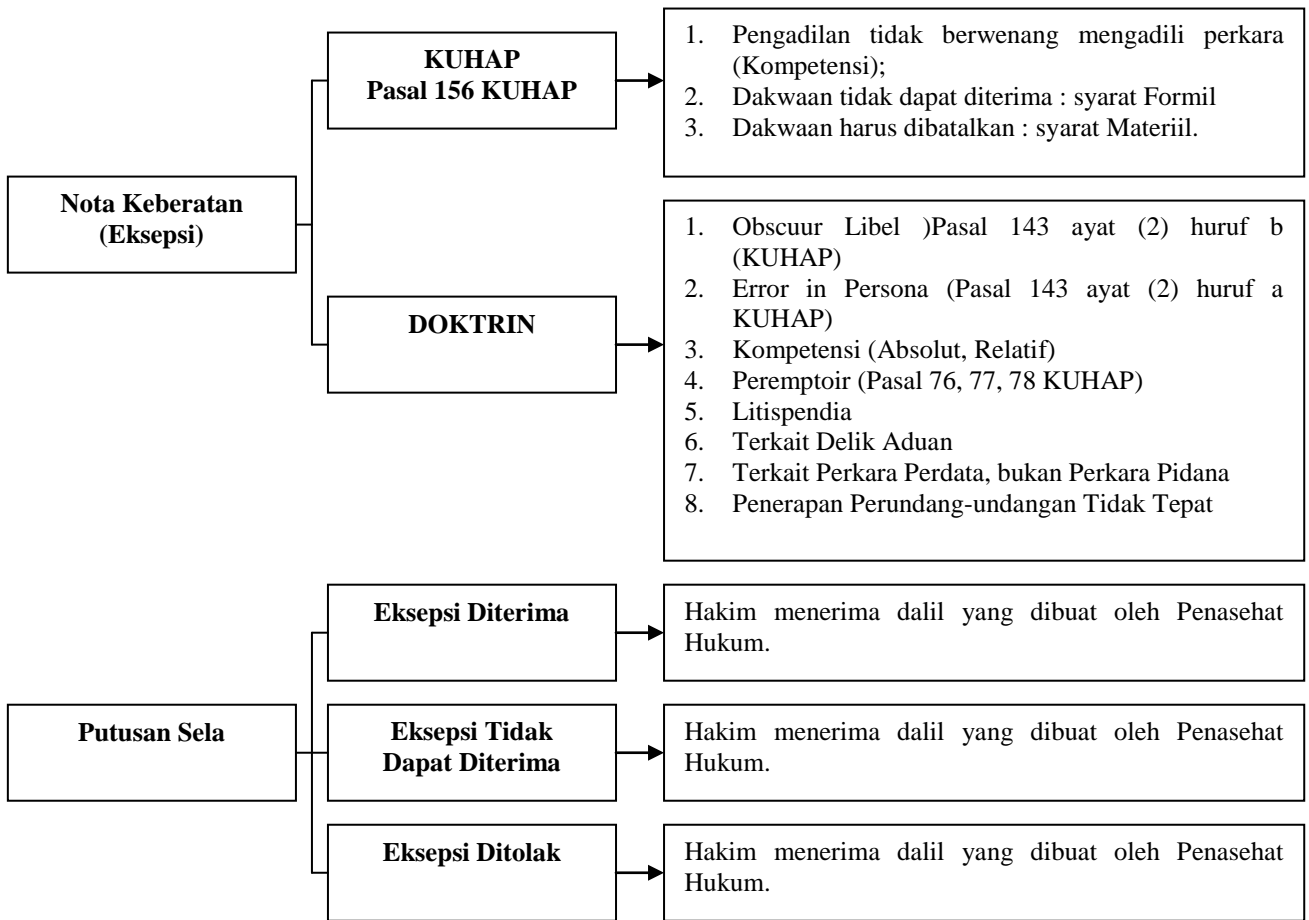 KUHAP
Pasal 156 KUHAP
1. Pengadilan tidak berwenang mengadili perkara
(Kompetensi);
2. Dakwaan tidak dapat diterima : syarat Formil
3. Dakwaan harus dibatalkan : syarat Materiil.
Nota Keberatan
(Eksepsi)
DOKTRIN
1. Obscuur Libel )Pasal 143 ayat (2) huruf b
(KUHAP)
2. Error in Persona (Pasal 143 ayat (2) huruf a
KUHAP)
3. Kompetensi (Absolut, Relatif)
4. Peremptoir (Pasal 76, 77, 78 KUHAP)
5. Litispendia
6. Terkait Delik Aduan
7. Terkait Perkara Perdata, bukan Perkara Pidana
8. Penerapan Perundang-undangan Tidak Tepat
Putusan Sela
Eksepsi Diterima
Hakim menerima dalil yang dibuat oleh Penasehat
Hukum.
Eksepsi Tidak
Dapat Diterima
Hakim menerima dalil yang dibuat oleh Penasehat
Hukum.
Eksepsi Ditolak
Hakim menerima dalil yang dibuat oleh Penasehat
Hukum.